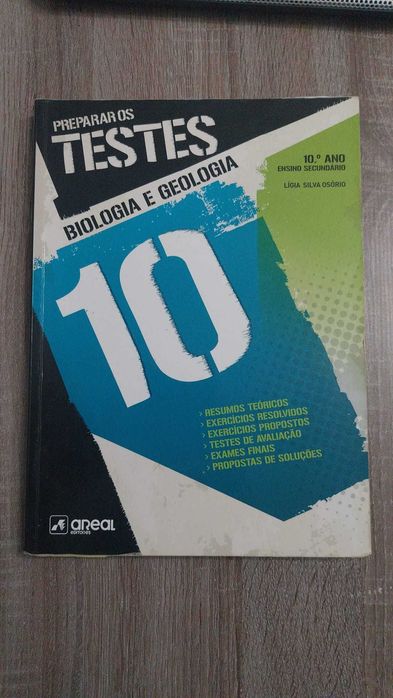 PREPARAR OS
TESTES
BIOLOGIA E GEOLOGIA
10.º ANO
ENSINO SECUNDÁRIO
LÍGIA SILVA OSÓRIO
10
› RESUMOS TEÓRICOS
› EXERCÍCIOS RESOLVIDOS
› EXERCÍCIOS PROPOSTOS
› TESTES DE AVALIAÇÃO
› EXAMES FINAIS
› PROPOSTAS DE SOLUÇÕES
areal
editores